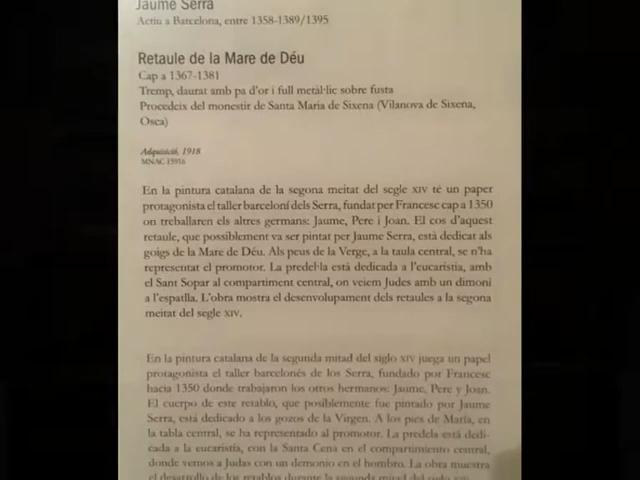 Jaume Serra
Actiu a Barcelona, entre 1358-1389/1395
Retaule de la Mare de Déu
Cap a 1367-1381
Tremp, daurat amb pa d'or i full metàl·lic sobre fusta
Procedeix del monestir de Santa Maria de Sixena (Vilanova de Sixena,
Osca)
Adquisició, 1918
MNAC 15916
En la pintura catalana de la segona meitat del segle XIV té un paper
protagonista el taller barceloní dels Serra, fundat per Francesc cap a 1350
on treballaren els altres germans: Jaume, Pere i Joan. El cos d'aquest
retaule, que possiblement va ser pintat per Jaume Serra, està dedicat als
goigs de la Mare de Déu. Als peus de la Verge, a la taula central, se n'ha
representat el promotor. La predel·la està dedicada a l'eucaristia, amb
el Sant Sopar al compartiment central, on veiem Judes amb un dimoni
a l'espatlla. L'obra mostra el desenvolupament dels retaules a la segona
meitat del segle XIV.
En la pintura catalana de la segunda mitad del siglo XIV juega un papel
protagonista el taller barcelonés de los Serra, fundado por Francesc
hacia 1350 donde trabajaron los otros hermanos: Jaume, Pere y Joan.
El cuerpo de este retablo, que posiblemente fue pintado por Jaume
Serra, está dedicado a los gozos de la Virgen. A los pies de María, en
la tabla central, se ha representado al promotor. La predela está dedi-
cada a la eucaristía, con la Santa Cena en el compartimento central,
donde vemos a Judas con un demonio en el hombro. La obra muestra
el desarrollo de los retablos durante la segunda mitad del siglo XIV.